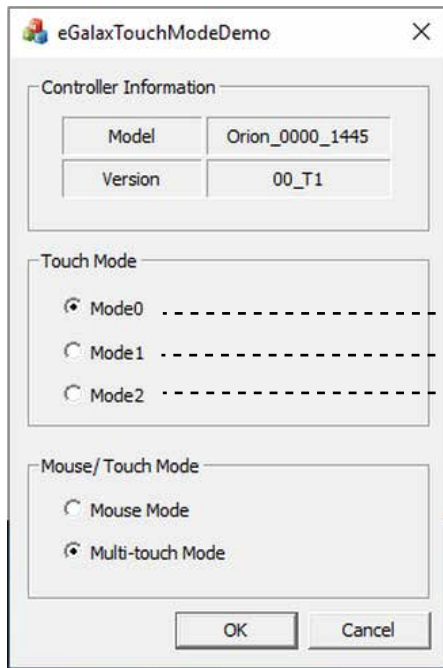 eGalaxTouchModeDemo
Controller Information
Model Orion_0000_1445
Version 00_T1
Touch Mode
Mode0
Mode1
Mode2
Mouse/ Touch Mode
Mouse Mode
Multi-touch Mode
OK Cancel